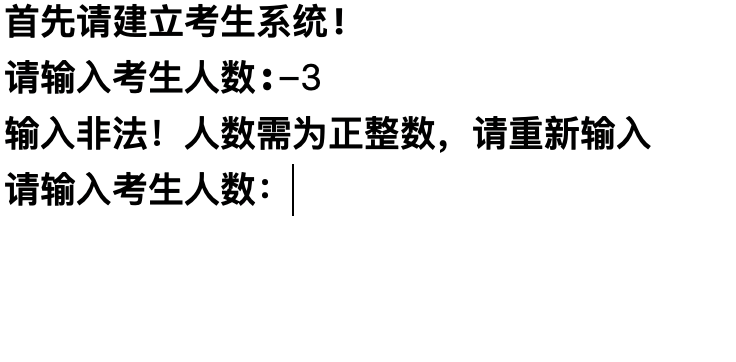 首先请建立考生系统！
请输入考生人数:-3
输入非法！人数需为正整数，请重新输入
请输入考生人数：